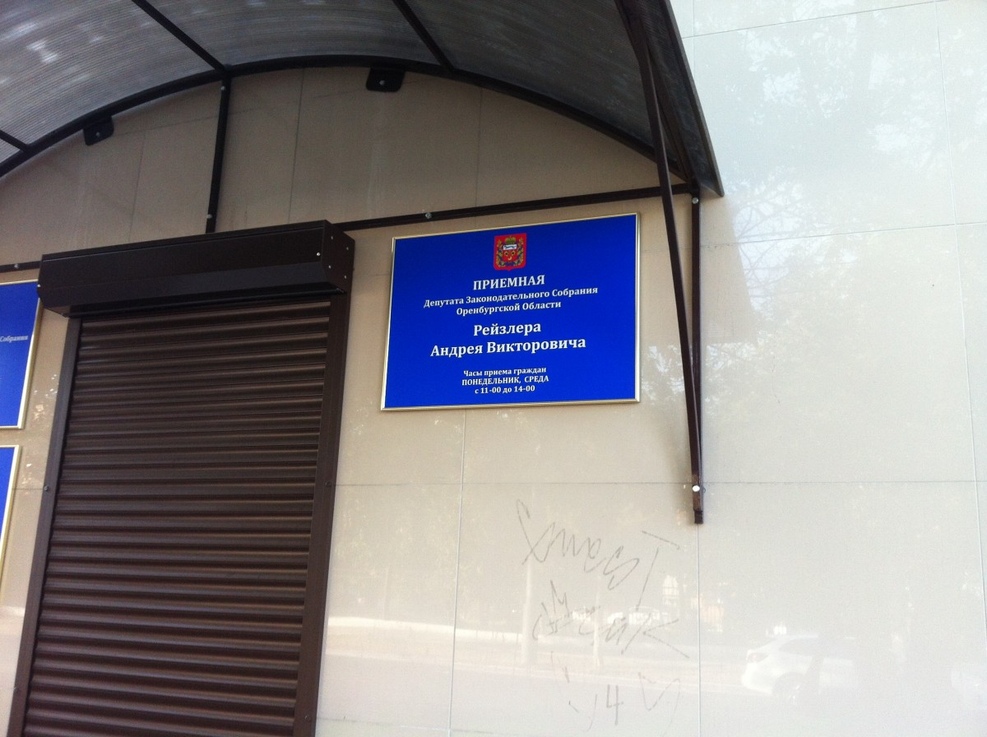 ПРИЕМНАЯ
Депутата Законодательного Собрания
Оренбургской Области
Рейзлера
Андрея Викторовича
Часы приема граждан
ПОНЕДЕЛЬНИК, СРЕДА
с 11-00 до 14-00
Собрания